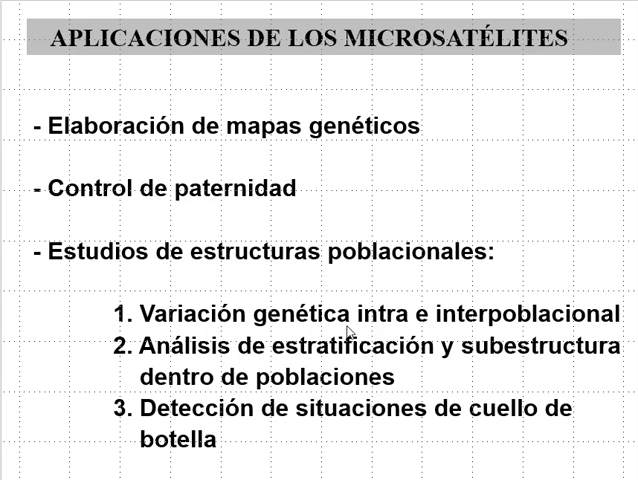 APLICACIONES DE LOS MICROSATÉLITES
- Elaboración de mapas genéticos
- Control de paternidad
- Estudios de estructuras poblacionales:
1. Variación genética intra e interpoblacional
2. Análisis de estratificación y subestructura
dentro de poblaciones
3. Detección de situaciones de cuello de
botella